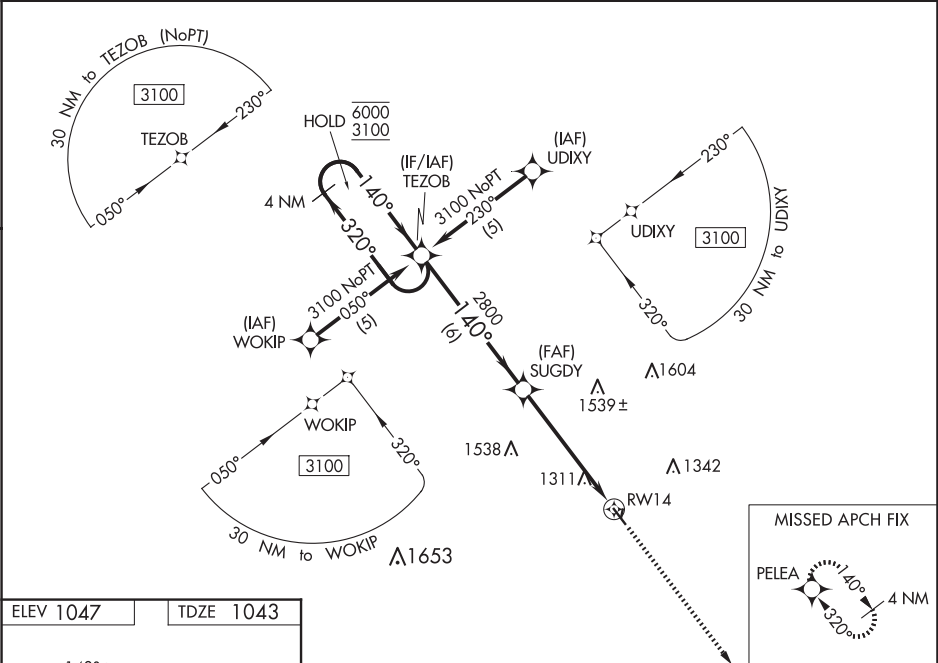 30 NM to TEZOB (NoPT)
3100
230°
TEZOB
050°
HOLD
6000
3100
(IF/IAF)
TEZOB
(IAF)
UDIXY
4 NM
140°
320°
3100 NoPT
230°
(5)
3100 NoPT
050°
(5)
(IAF)
WOKIP
230°
UDIXY
3100
320°
30 NM to UDIXY
2800
140°
(6)
(FAF)
SUGDY
1604
1539±
1538
1311
1342
RW14
WOKIP
050°
3100
320°
30 NM to WOKIP
1653
MISSED APCH FIX
PELEA
140°
320°
4 NM
ELEV 1047
TDZE 1043